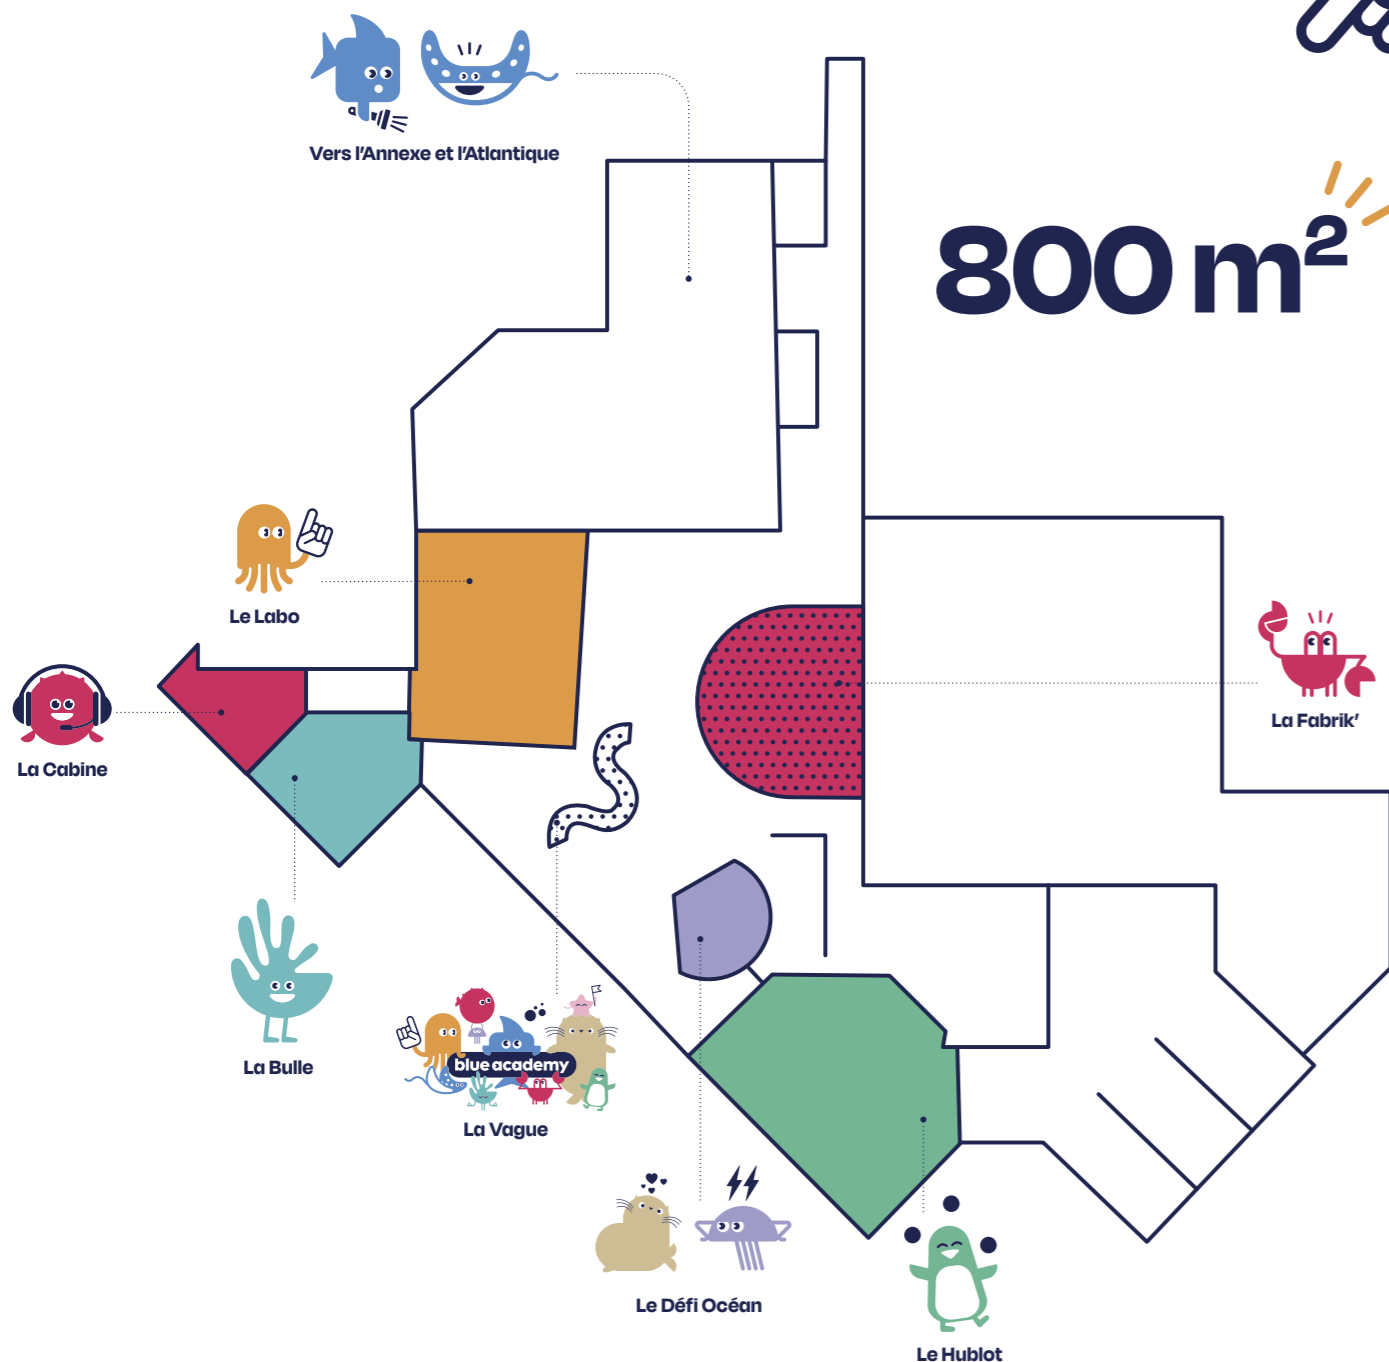 Vers l'Annexe et l'Atlantique
800 m²
Le Labo
La Fabrik'
La Cabine
La Bulle
blue academy
La Vague
Le Défi Océan
Le Hublot